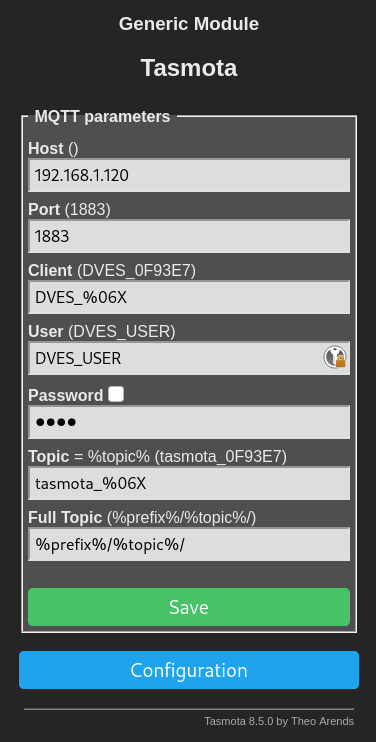 Generic Module
Tasmota
MQTT parameters
Host ()
192.168.1.120
Port (1883)
1883
Client (DVES_0F93E7)
DVES_%06X
User (DVES_USER)
DVES_USER
Password
••••
Topic = %topic% (tasmota_0F93E7)
tasmota_%06X
Full Topic (%prefix%/%topic%/)
%prefix%/%topic%/
Save
Configuration
Tasmota 8.5.0 by Theo Arends